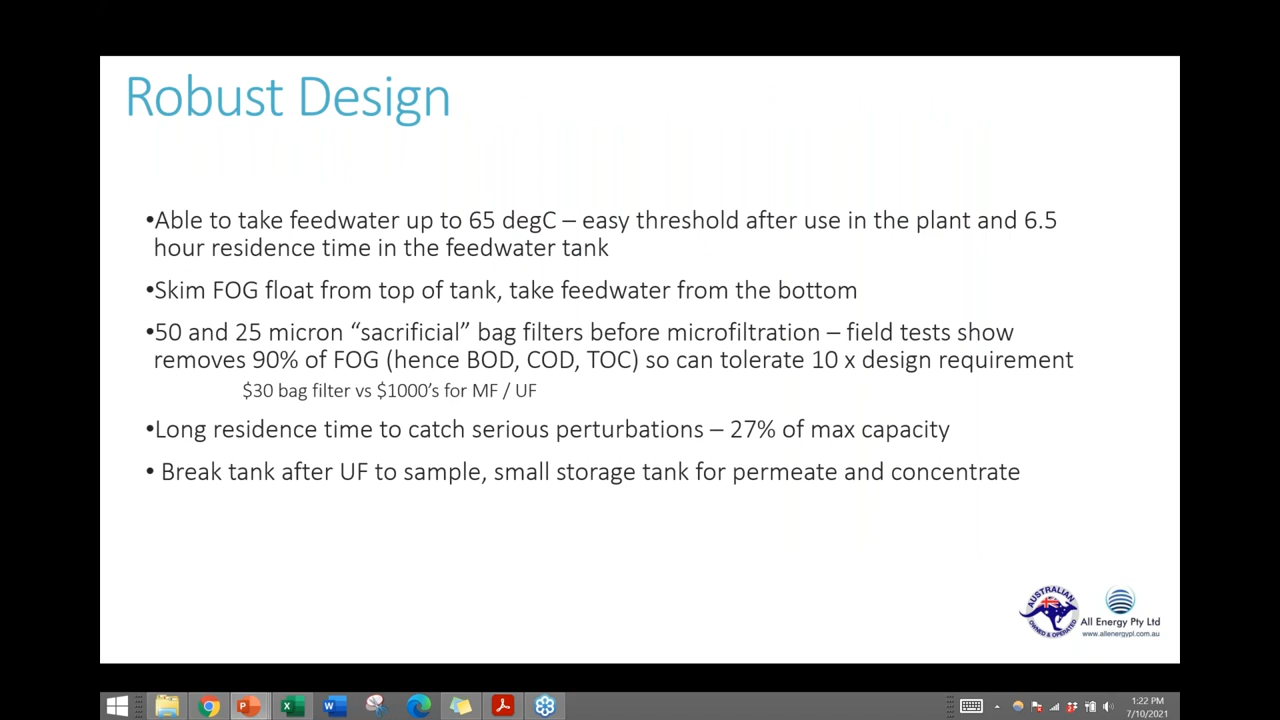 Robust Design
•Able to take feedwater up to 65 degC – easy threshold after use in the plant and 6.5
hour residence time in the feedwater tank
•Skim FOG float from top of tank, take feedwater from the bottom
•50 and 25 micron “sacrificial” bag filters before microfiltration – field tests show
removes 90% of FOG (hence BOD, COD, TOC) so can tolerate 10 x design requirement
$30 bag filter vs $1000’s for MF / UF
•Long residence time to catch serious perturbations – 27% of max capacity
• Break tank after UF to sample, small storage tank for permeate and concentrate
AUSTRALIAN
OWNED & OPERATED
All Energy Pty Ltd
www.allenergypl.com.au
1:22 PM
7/10/2021